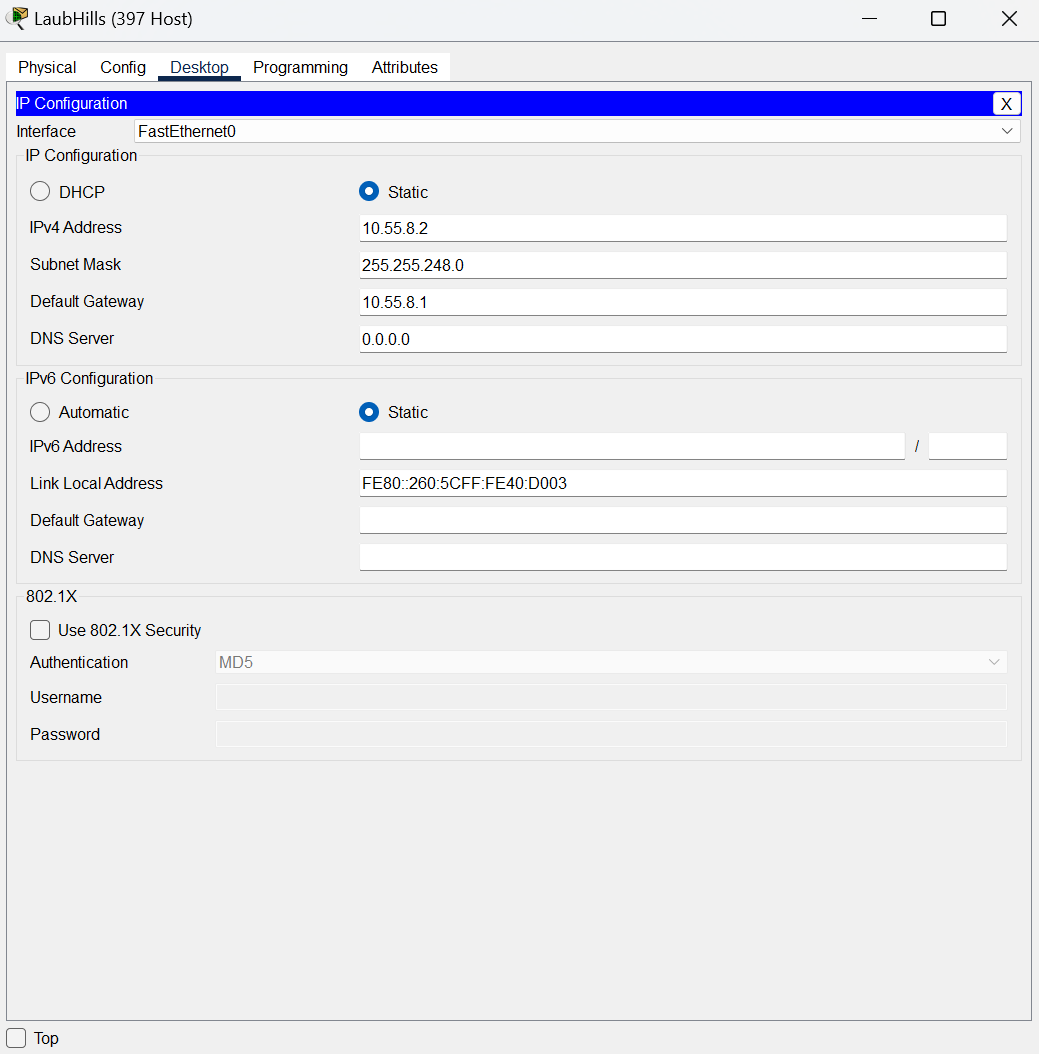 LaubHills (397 Host)
Physical Config Desktop Programming Attributes
IP Configuration X
Interface FastEthernet0
IP Configuration
DHCP Static
IPv4 Address 10.55.8.2
Subnet Mask 255.255.248.0
Default Gateway 10.55.8.1
DNS Server 0.0.0.0
IPv6 Configuration
Automatic Static
IPv6 Address /
Link Local Address FE80::260:5CFF:FE40:D003
Default Gateway
DNS Server
802.1X
Use 802.1X Security
Authentication MD5
Username
Password
Top